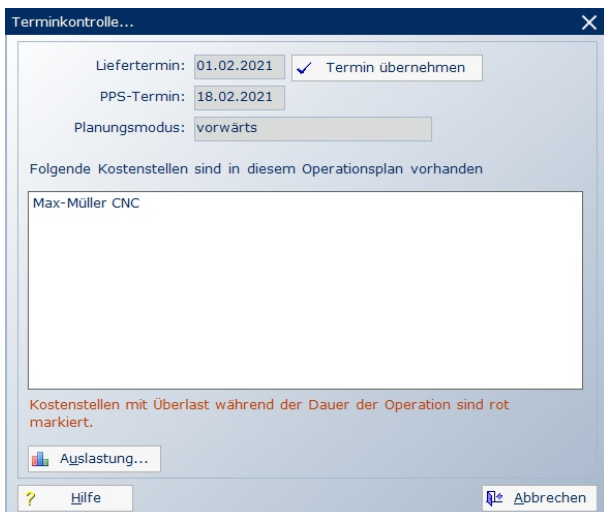 Terminkontrolle...
Liefertermin: 01.02.2021 Termin übernehmen
PPS-Termin: 18.02.2021
Planungsmodus: vorwärts
Folgende Kostenstellen sind in diesem Operationsplan vorhanden
Max-Müller CNC
Kostenstellen mit Überlast während der Dauer der Operation sind rot
markiert.
Auslastung...
? Hilfe Abbrechen